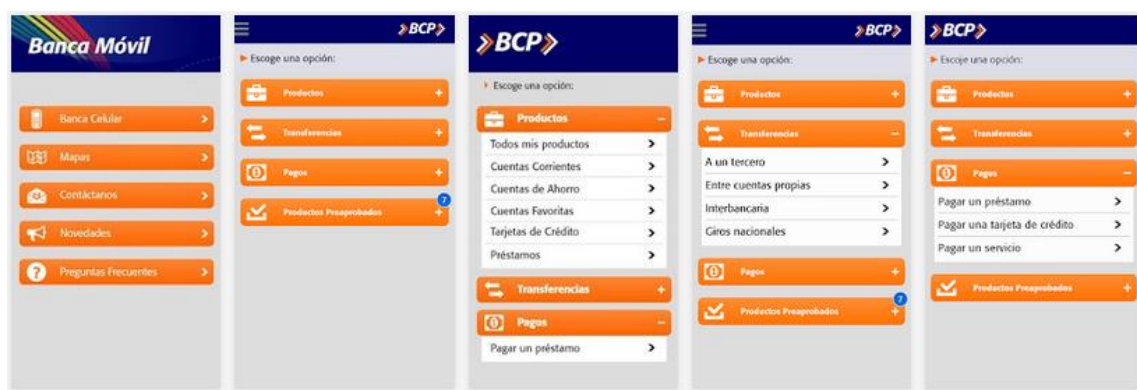 Banca Móvil
Banca Celular
Mapas
Contáctanos
Novedades
Preguntas Frecuentes
BCP
Escoge una opción:
Productos
Transferencias
Pagos
Productos Preaprobados
7
BCP
Escoge una opción:
Productos
Todos mis productos
Cuentas Corrientes
Cuentas de Ahorro
Cuentas Favoritas
Tarjetas de Crédito
Préstamos
Transferencias
Pagos
Pagar un préstamo
BCP
Escoge una opción:
Productos
Transferencias
A un tercero
Entre cuentas propias
Interbancaria
Giros nacionales
Pagos
Productos Preaprobados
7
BCP
Escoje una opción:
Productos
Transferencias
Pagos
Pagar un préstamo
Pagar una tarjeta de crédito
Pagar un servicio
Productos Preaprobados